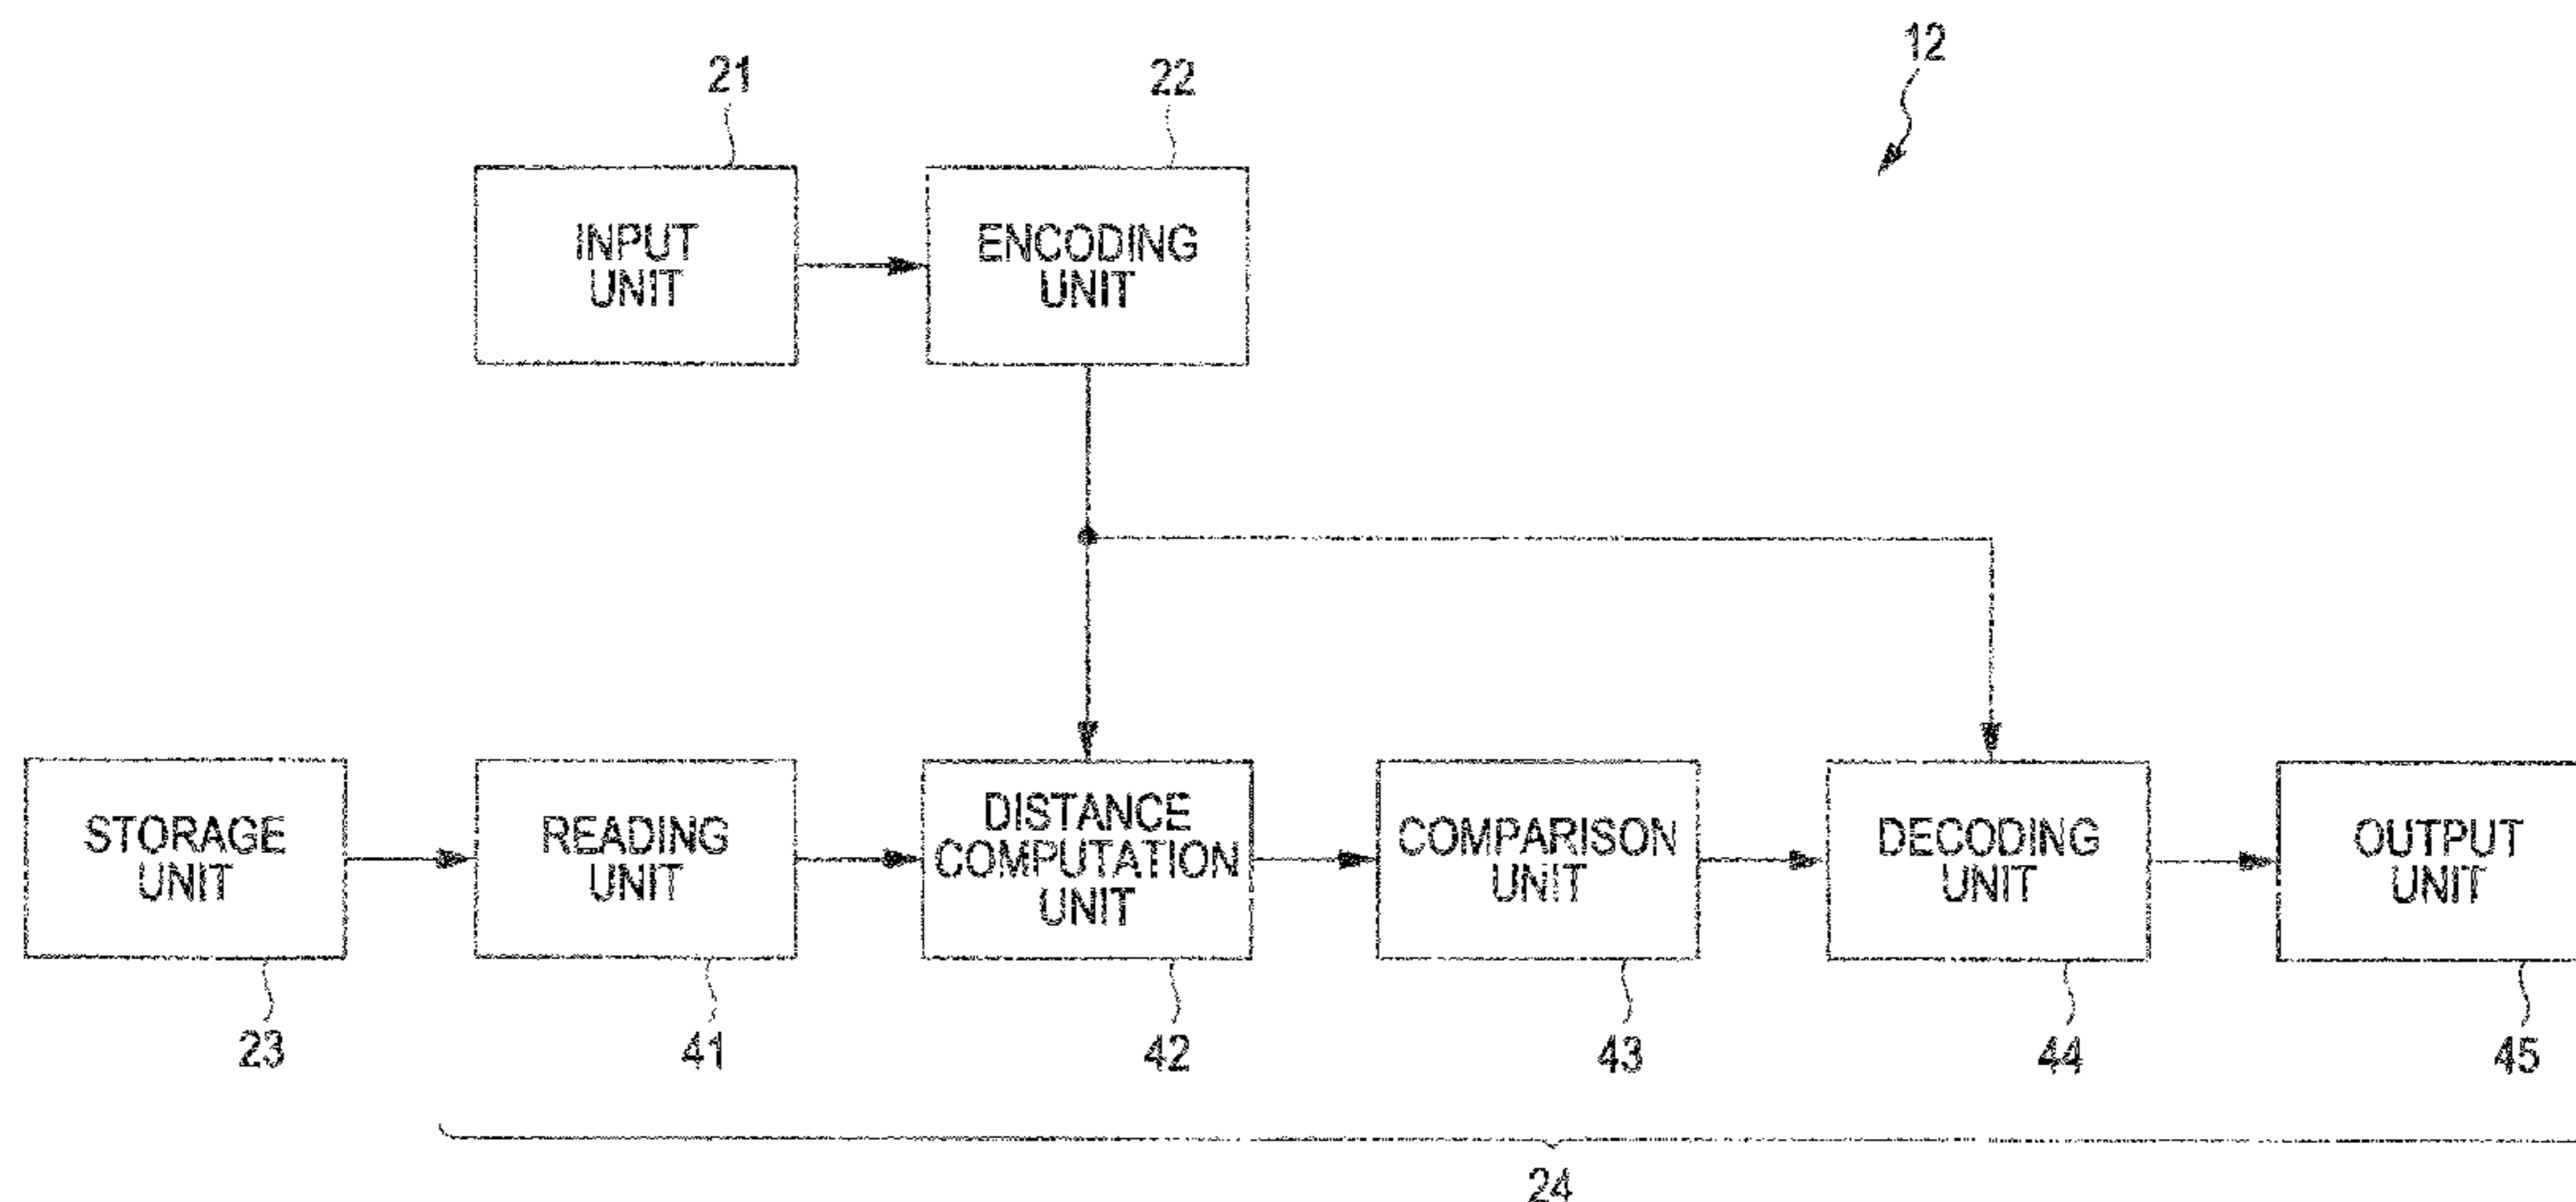 12
21
22
INPUT
UNIT
ENCODING
UNIT
STORAGE
UNIT
READING
UNIT
DISTANCE
COMPUTATION
UNIT
COMPARISON
UNIT
DECODING
UNIT
OUTPUT
UNIT
23
41
42
43
44
45
24